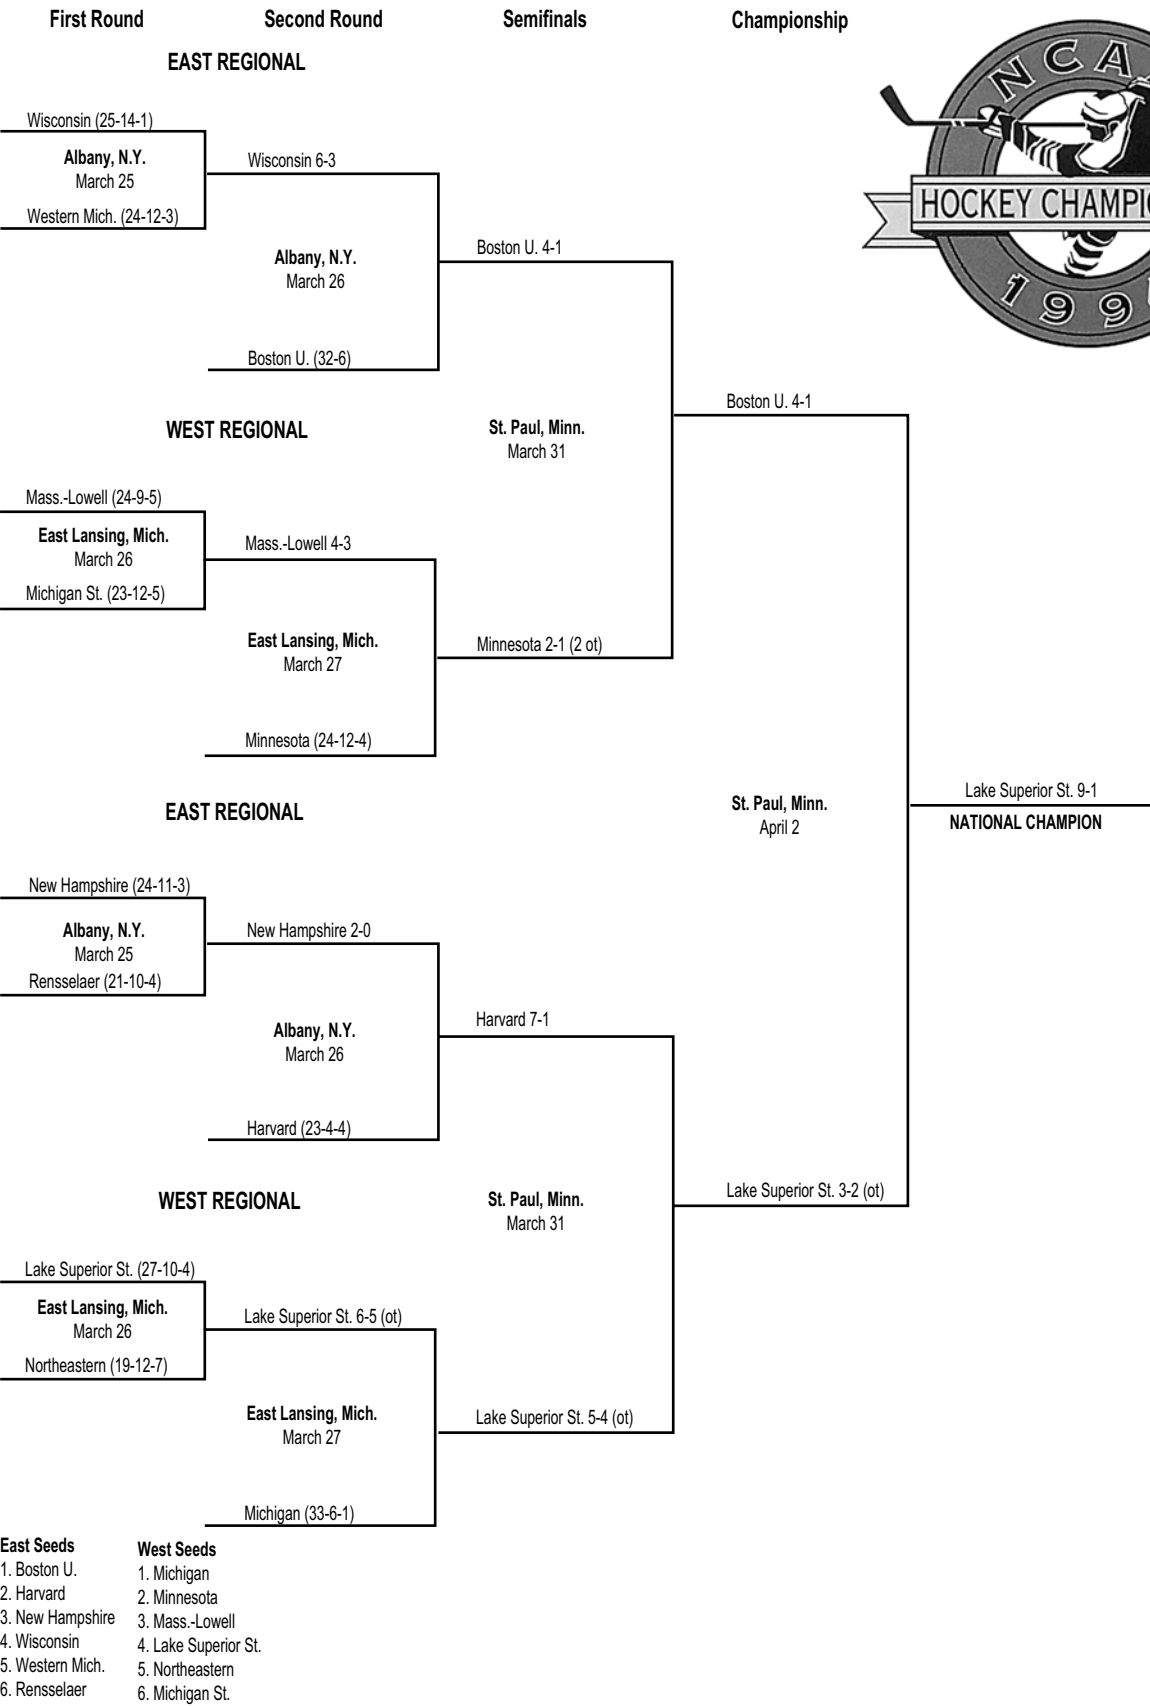 First Round
Second Round
Semifinals
Championship
EAST REGIONAL
Wisconsin (25-14-1)
Albany, N.Y.
March 25
Western Mich. (24-12-3)
Wisconsin 6-3
Albany, N.Y.
March 26
Boston U. (32-6)
Boston U. 4-1
NCA
HOCKEY CHAMPI
199
WEST REGIONAL
St. Paul, Minn.
March 31
Boston U. 4-1
Mass.-Lowell (24-9-5)
East Lansing, Mich.
March 26
Michigan St. (23-12-5)
Mass.-Lowell 4-3
East Lansing, Mich.
March 27
Minnesota (24-12-4)
Minnesota 2-1 (2 ot)
EAST REGIONAL
St. Paul, Minn.
April 2
Lake Superior St. 9-1
NATIONAL CHAMPION
New Hampshire (24-11-3)
Albany, N.Y.
March 25
Rensselaer (21-10-4)
New Hampshire 2-0
Albany, N.Y.
March 26
Harvard (23-4-4)
Harvard 7-1
WEST REGIONAL
St. Paul, Minn.
March 31
Lake Superior St. 3-2 (ot)
Lake Superior St. (27-10-4)
East Lansing, Mich.
March 26
Northeastern (19-12-7)
Lake Superior St. 6-5 (ot)
East Lansing, Mich.
March 27
Michigan (33-6-1)
Lake Superior St. 5-4 (ot)
East Seeds
1. Boston U.
2. Harvard
3. New Hampshire
4. Wisconsin
5. Western Mich.
6. Rensselaer
West Seeds
1. Michigan
2. Minnesota
3. Mass.-Lowell
4. Lake Superior St.
5. Northeastern
6. Michigan St.